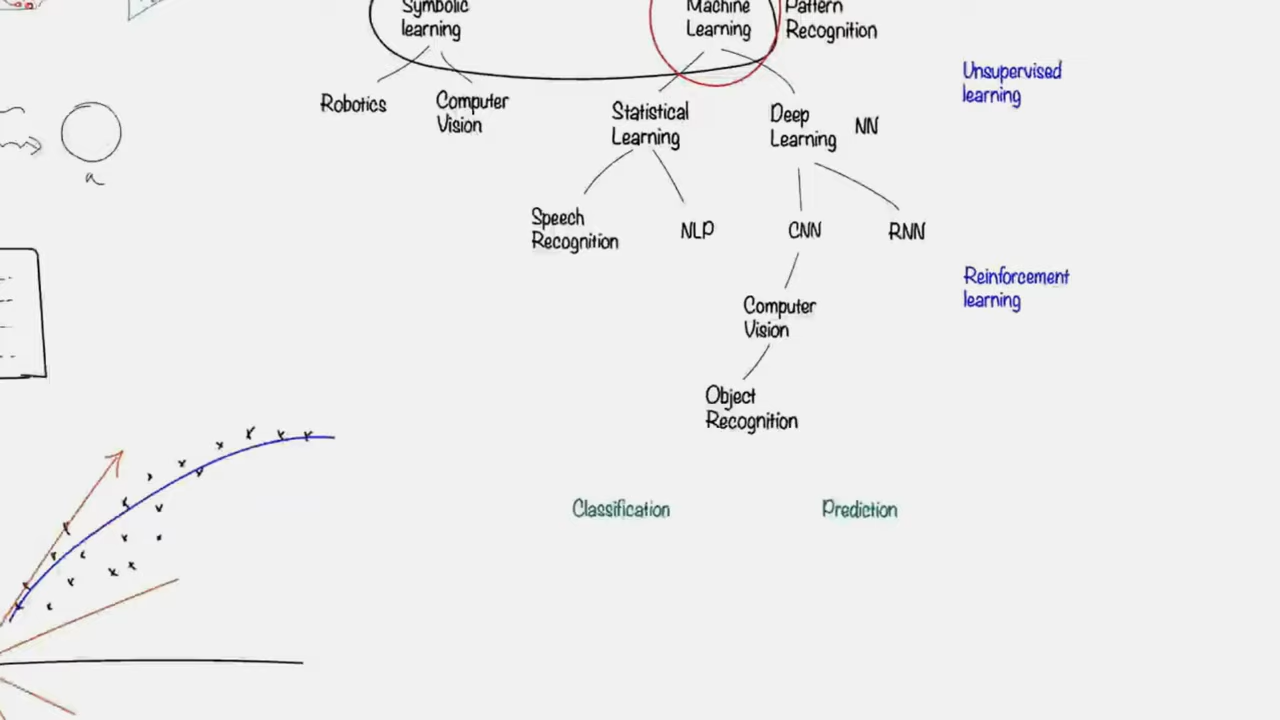 Symbolic
learning
Machine
Learning
Pattern
Recognition
Unsupervised
learning
Robotics
Computer
Vision
Statistical
Learning
Deep
Learning
NN
a
Speech
Recognition
NLP
CNN
RNN
Reinforcement
learning
Computer
Vision
Object
Recognition
Classification
Prediction